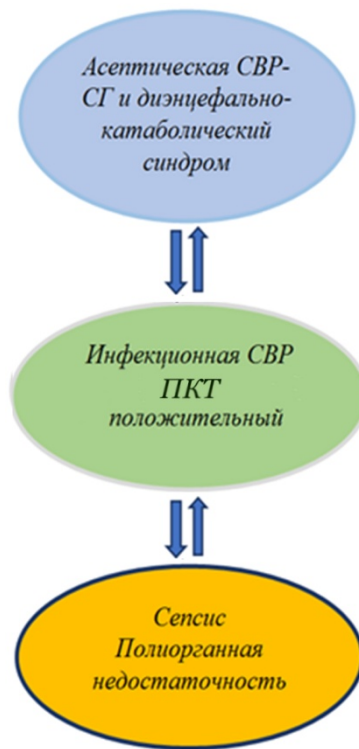 Асептическая СВР-
СГ и диэнцефально-
катаболический
синдром
Инфекционная СВР
ПКТ
положительный
Сепсис
Полиорганная
недостаточность